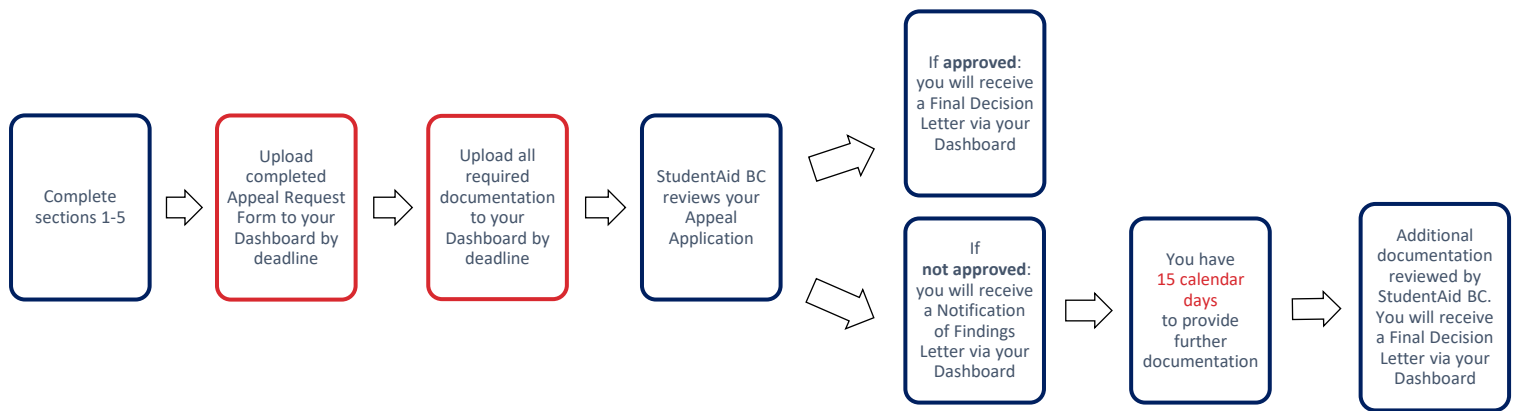 Complete
sections 1-5
Upload
completed
Appeal Request
Form to your
Dashboard by
deadline
Upload all
required
documentation
to your
Dashboard by
deadline
StudentAid BC
reviews your
Appeal
Application
If approved:
you will receive
a Final Decision
Letter via your
Dashboard
If
not approved:
you will receive
a Notification
of Findings
Letter via your
Dashboard
You have
15 calendar
days
to provide
further
documentation
Additional
documentation
reviewed by
StudentAid BC.
You will receive
a Final Decision
Letter via your
Dashboard